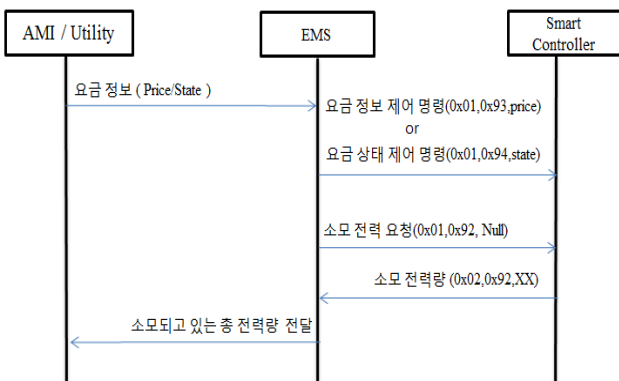 AMI / Utility
EMS
Smart
Controller
요금 정보 ( Price/State )
요금 정보 제어 명령(0x01,0x93,price)
or
요금 상태 제어 명령(0x01,0x94,state)
소모 전력 요청(0x01,0x92, Null)
소모 전력량 (0x02,0x92,XX)
소모되고 있는 총 전력량 전달